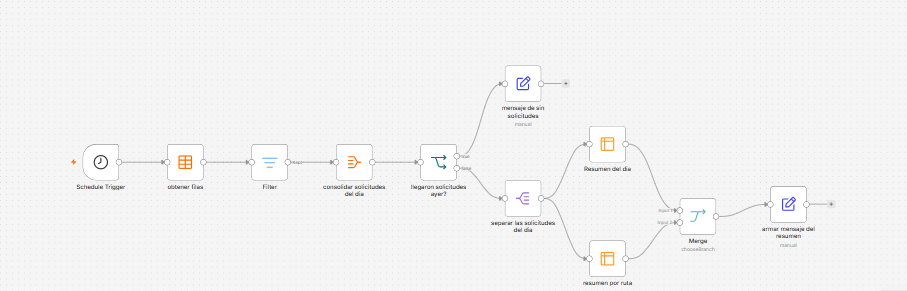 mensaje de sin
solicitudes
manual
Schedule Trigger
obtener filas
Filter
Kept
consolidar solicitudes
del dia
llegaron solicitudes
ayer?
true
false
Resumen del dia
separar las solicitudes
del dia
resumen por ruta
Input 1
Input 2
Merge
chooseBranch
armar mensaje del
resumen
manual